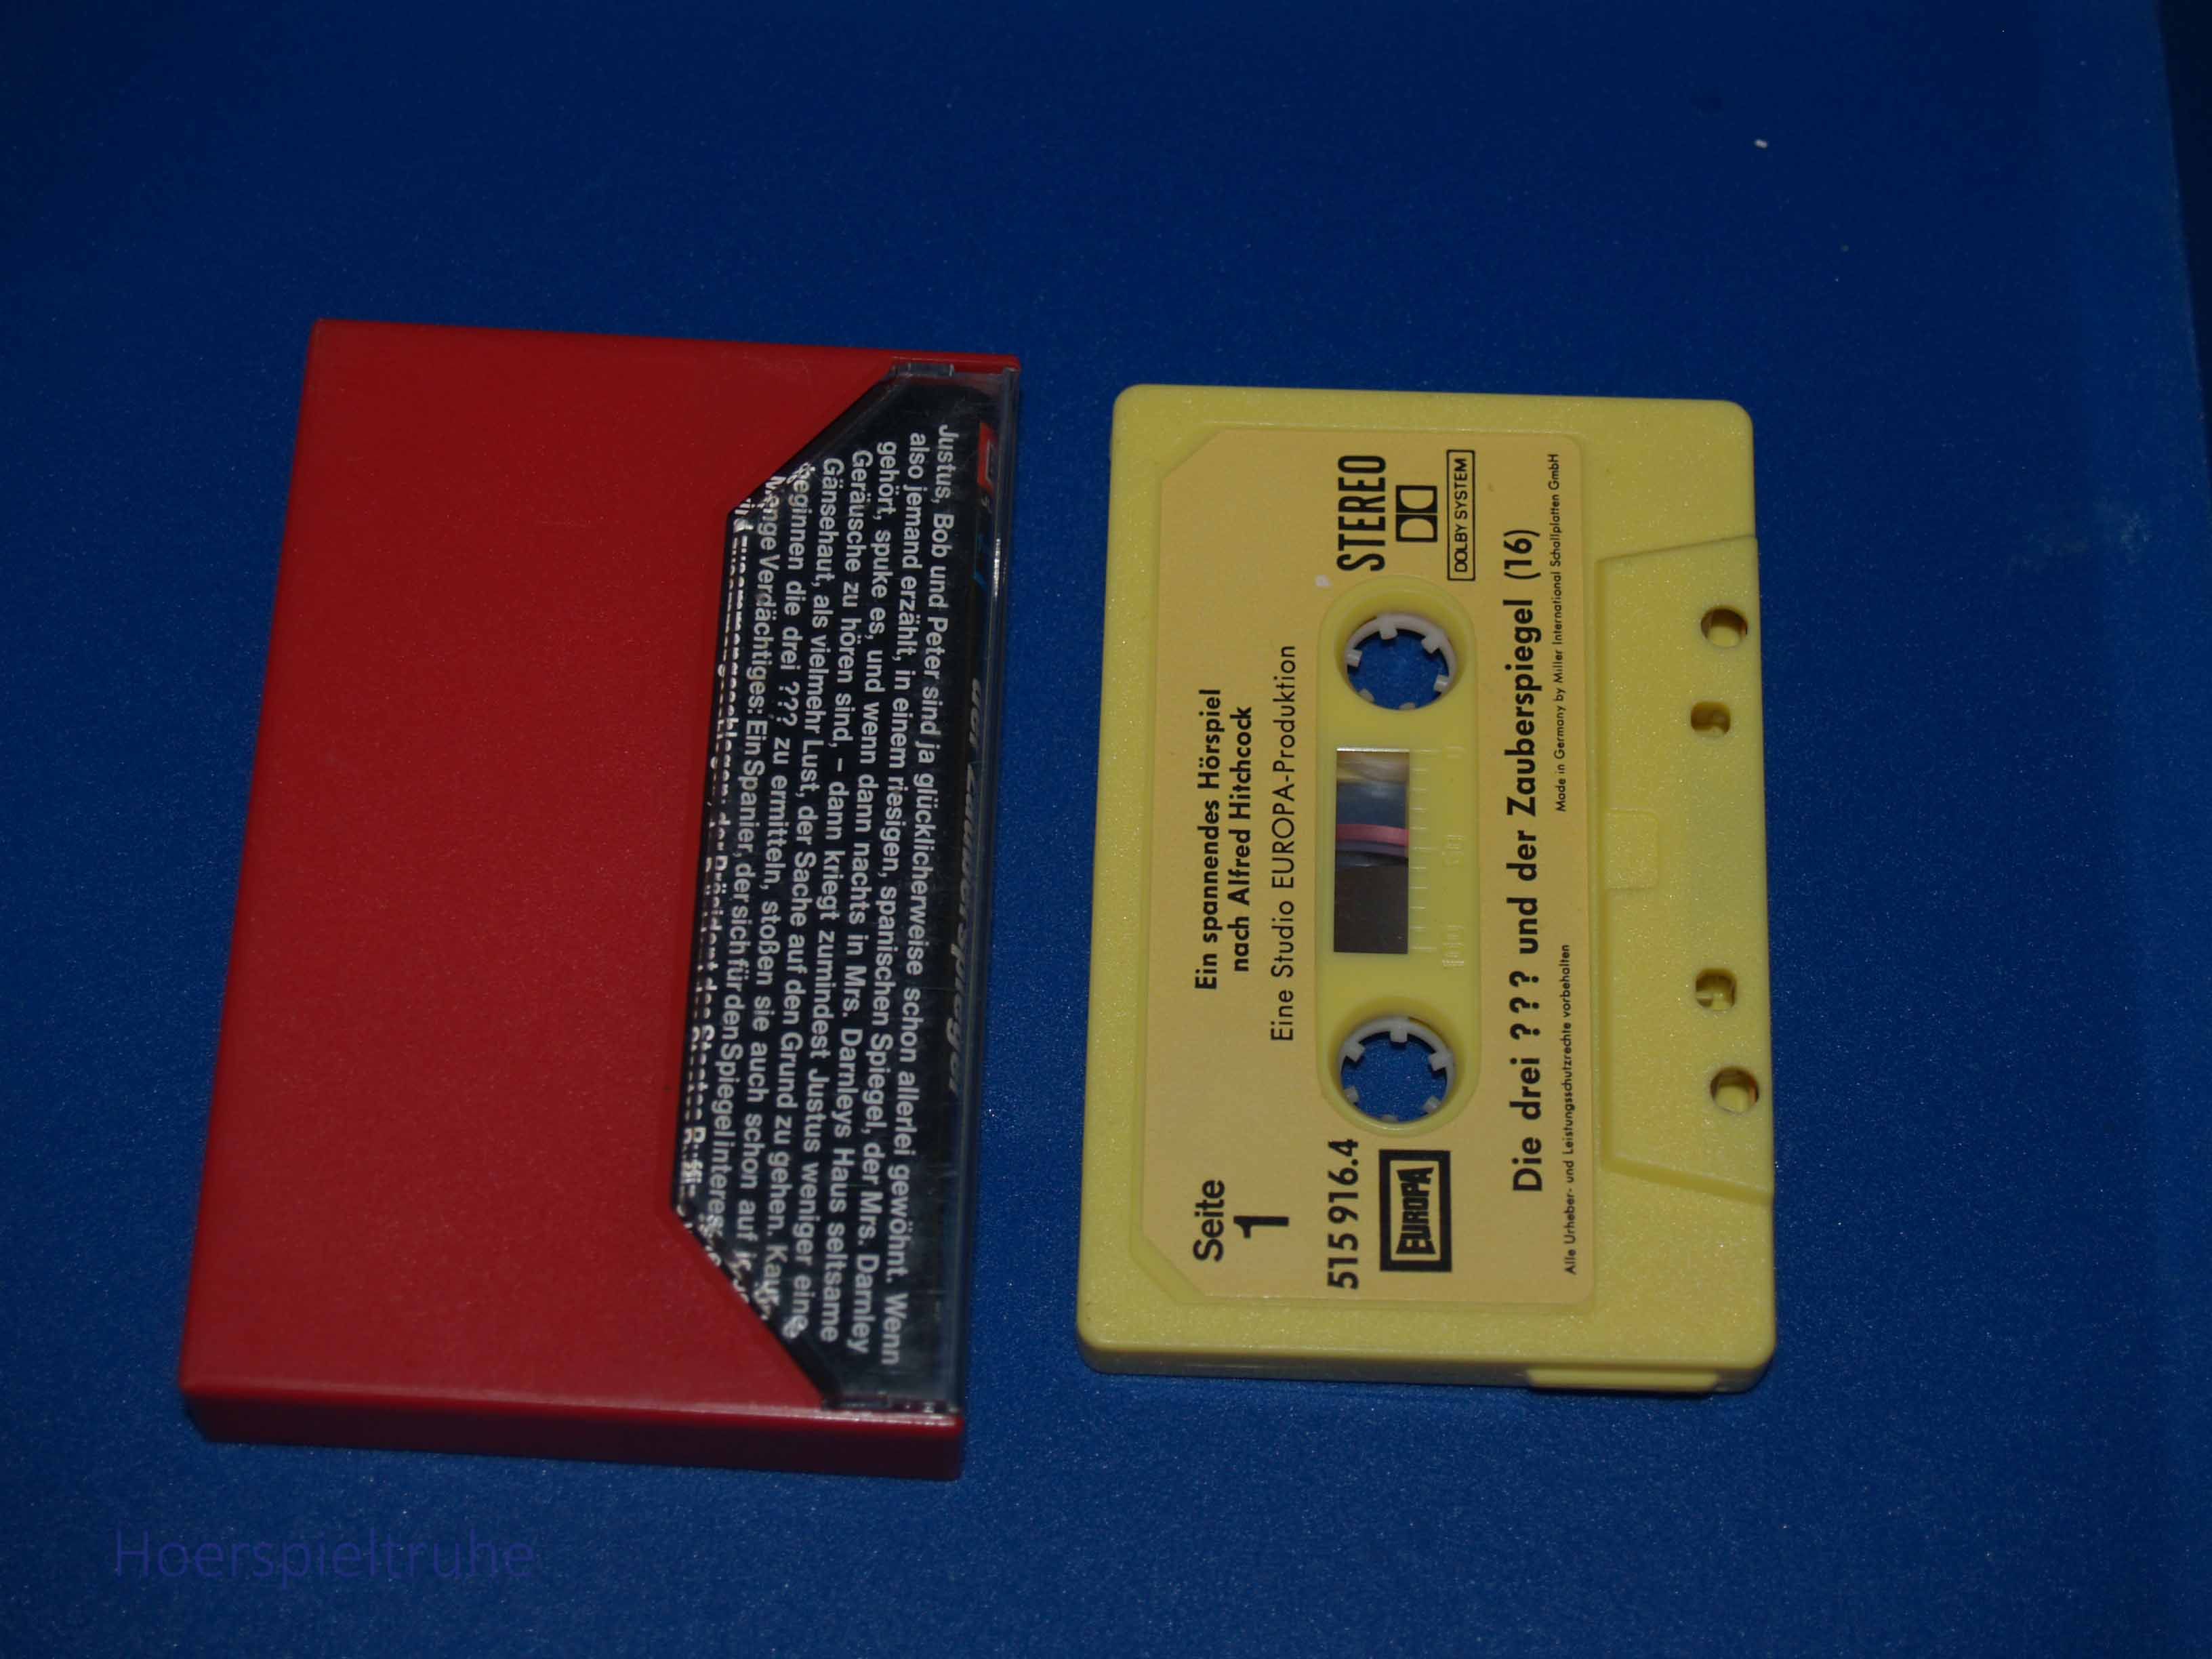 Justus, Bob und Peter sind ja glücklicherweise schon allerlei gewöhnt. Wenn
also jemand erzählt, in einem riesigen, spanischen Spiegel, der Mrs. Darnley
gehört, spuke es, und wenn dann nachts in Mrs. Darnleys Haus seltsame
Geräusche zu hören sind, – dann kriegt zumindest Justus weniger eine
Gänsehaut, als vielmehr Lust, der Sache auf den Grund zu gehen. Kaum
beginnen die drei ??? zu ermitteln, stoßen sie auch schon auf
Menge Verdächtiges: Ein Spanier, der sich für den Spiegel
der Zauberspiegel
Seite
1
Ein spannendes Hörspiel
nach Alfred Hitchcock
Eine Studio EUROPA-Produktion
515 916.4
EUROPA
STEREO
DOLBY SYSTEM
Die drei ??? und der Zauberspiegel (16)
Alle Urheber- und Leistungsschutzrechte vorbehalten
Made in Germany by Miller International Schallplatten GmbH
Hoerspieltruhe